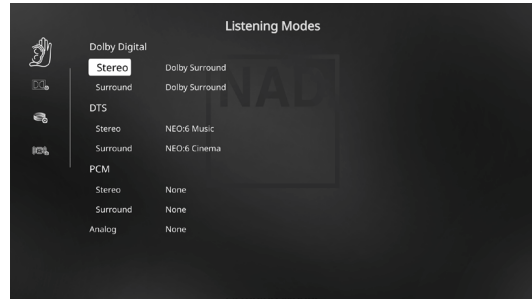 Listening Modes
Dolby Digital
Stereo Dolby Surround
Surround Dolby Surround
DTS
Stereo NEO:6 Music
Surround NEO:6 Cinema
PCM
Stereo None
Surround None
Analog None
NAD